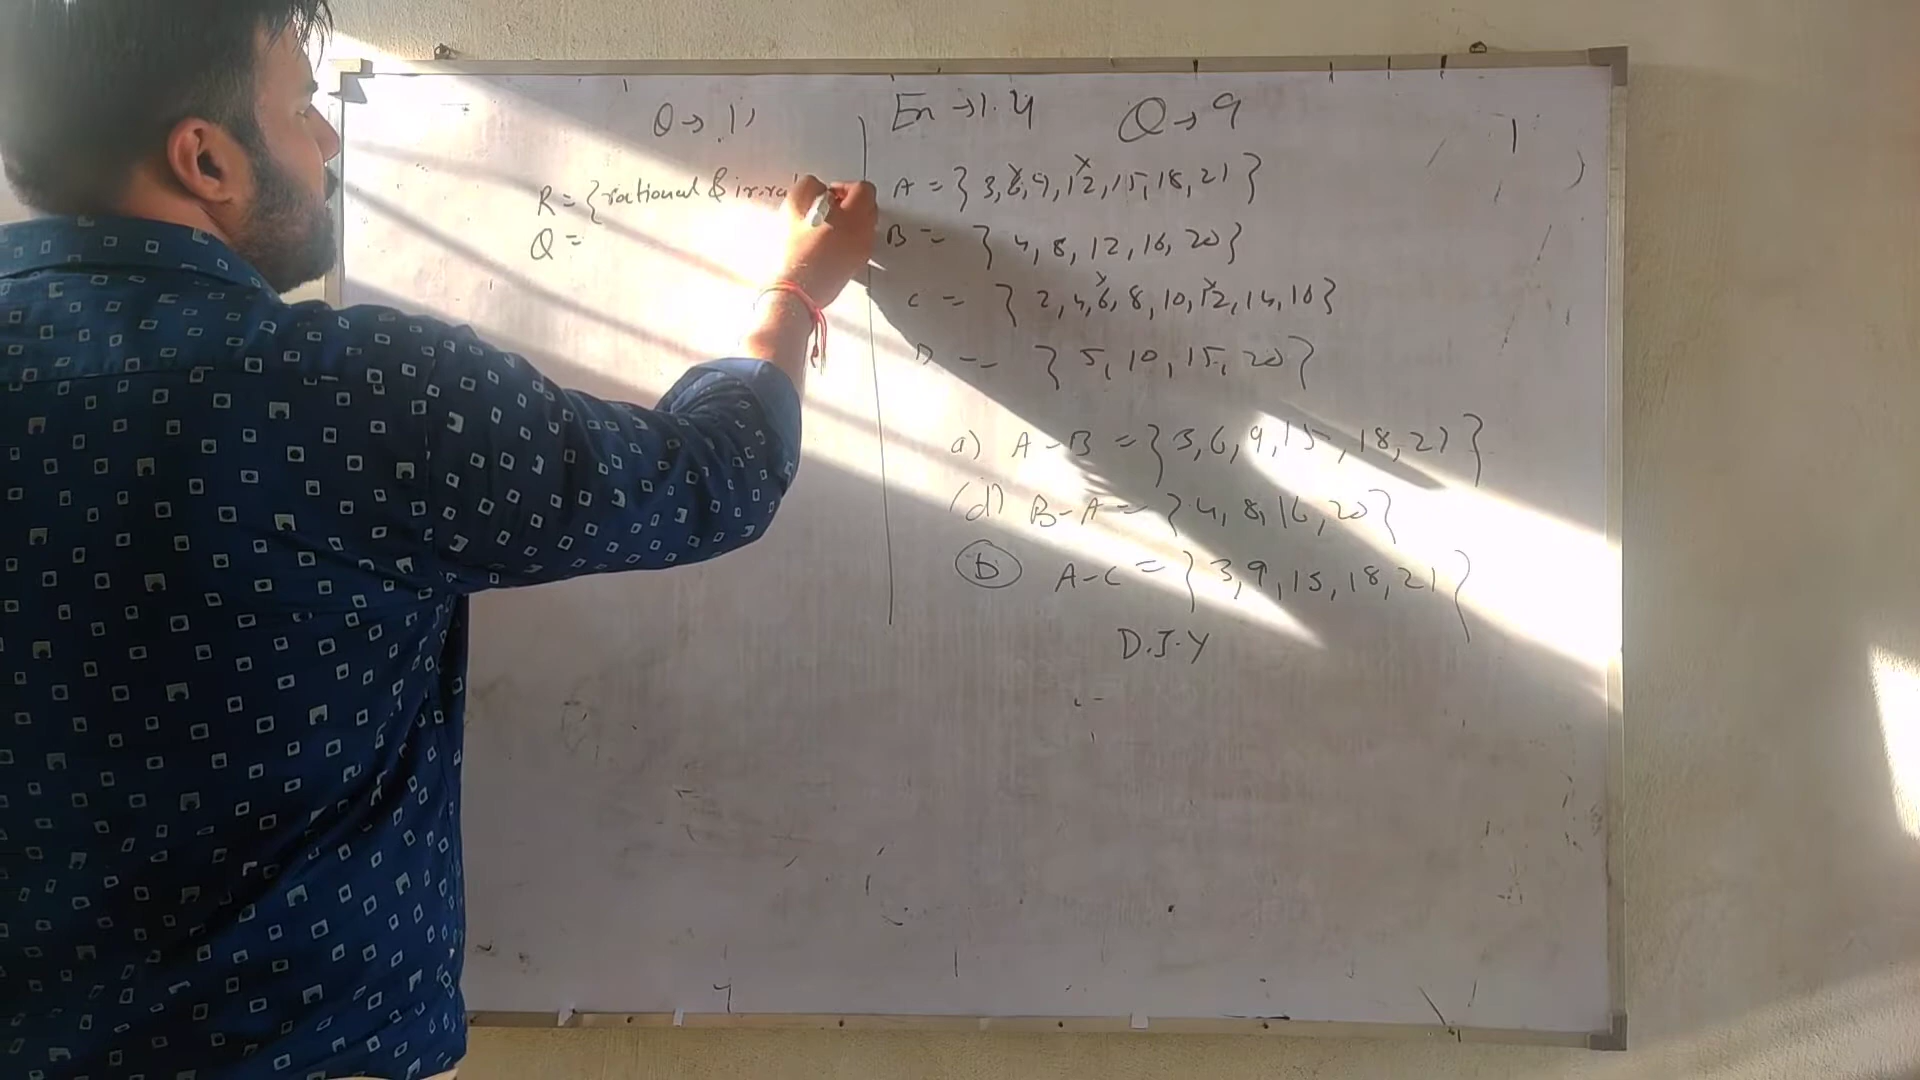 Q → 11
R = {rational & irra
Q =
Ex → 1.4 Q → 9
A = {3, 6, 9, 12, 15, 18, 21}
B = {4, 8, 12, 16, 20}
C = {2, 4, 6, 8, 10, 12, 14, 16}
D = {5, 10, 15, 20}
a) A - B = {3, 6, 9, 15, 18, 21}
(d) B - A = {4, 8, 16, 20}
(b) A - C = {3, 9, 15, 18, 21}
D.I.Y